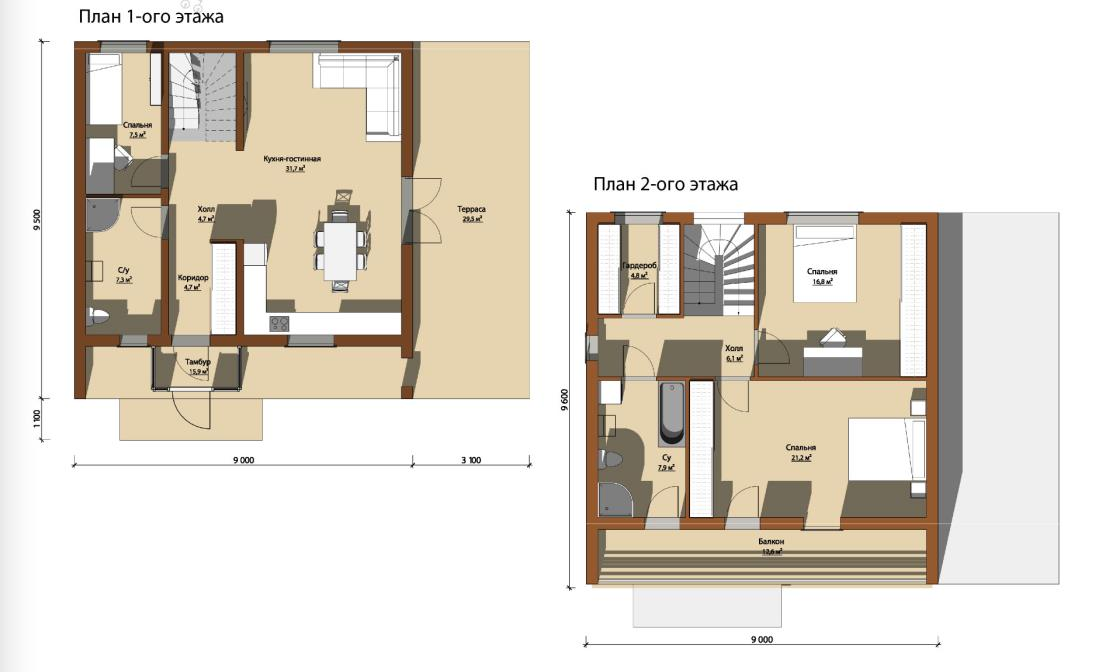 План 1-ого этажа
Спальня
7,5 м²
Кухня-гостинная
31,7 м²
Холл
4,7 м²
Терраса
29,5 м²
С/у
7,3 м²
Коридор
4,7 м²
Тамбур
15,9 м²
9 500
1 100
9 000
3 100
План 2-ого этажа
Гардероб
4,8 м²
Спальня
16,8 м²
Холл
6,1 м²
Су
7,9 м²
Спальня
21,2 м²
Балкон
12,6 м²
9 600
9 000